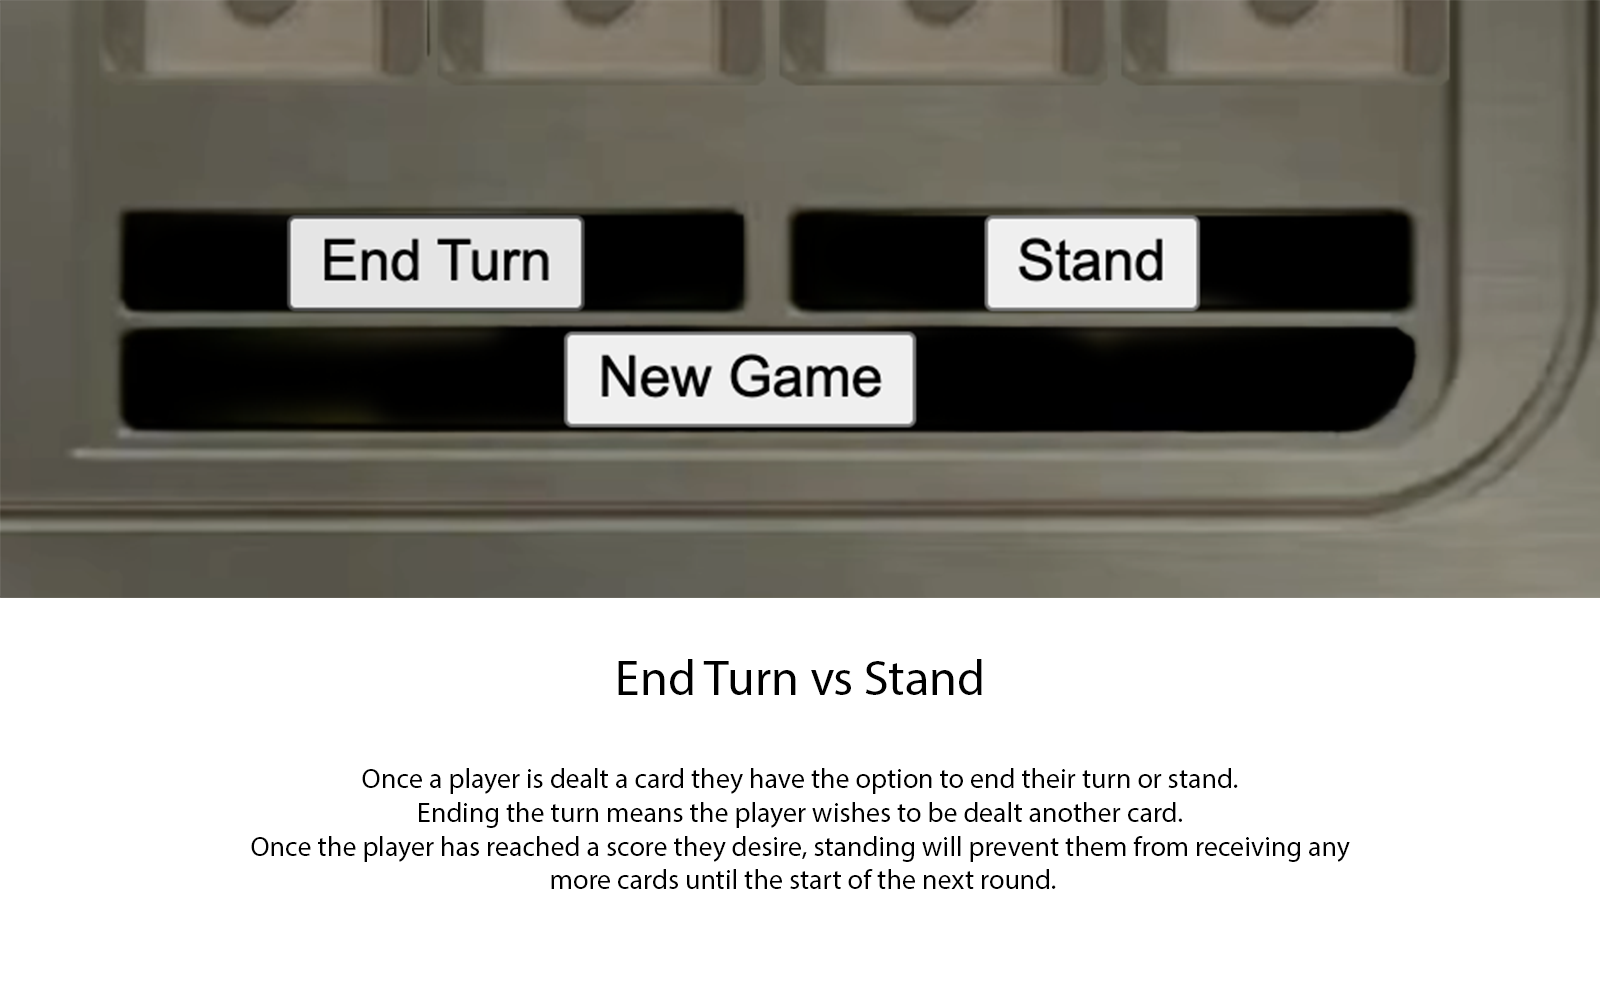 End Turn
Stand
New Game
End Turn vs Stand
Once a player is dealt a card they have the option to end their turn or stand.
Ending the turn means the player wishes to be dealt another card.
Once the player has reached a score they desire, standing will prevent them from receiving any
more cards until the start of the next round.